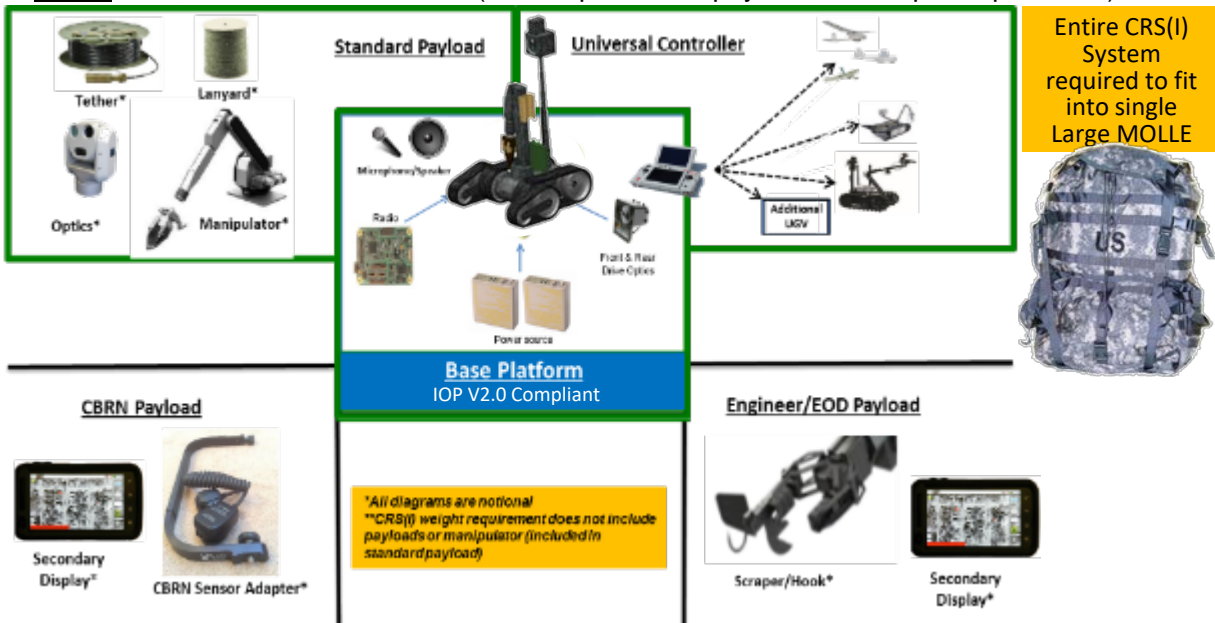 Standard Payload
Universal Controller
Entire CRS(I)
System
required to fit
into single
Large MOLLE
Tether*
Lanyard*
Optics*
Manipulator*
Microphone/Speaker
Radio
Front & Rear
Drive Optics
Power source
Additional
UGV
US
Base Platform
IOP V2.0 Compliant
CBRN Payload
Engineer/EOD Payload
Secondary
Display*
CBRN Sensor Adapter*
*All diagrams are notional
**CRS(I) weight requirement does not include
payloads or manipulator (included in
standard payload)
Scraper/Hook*
Secondary
Display*